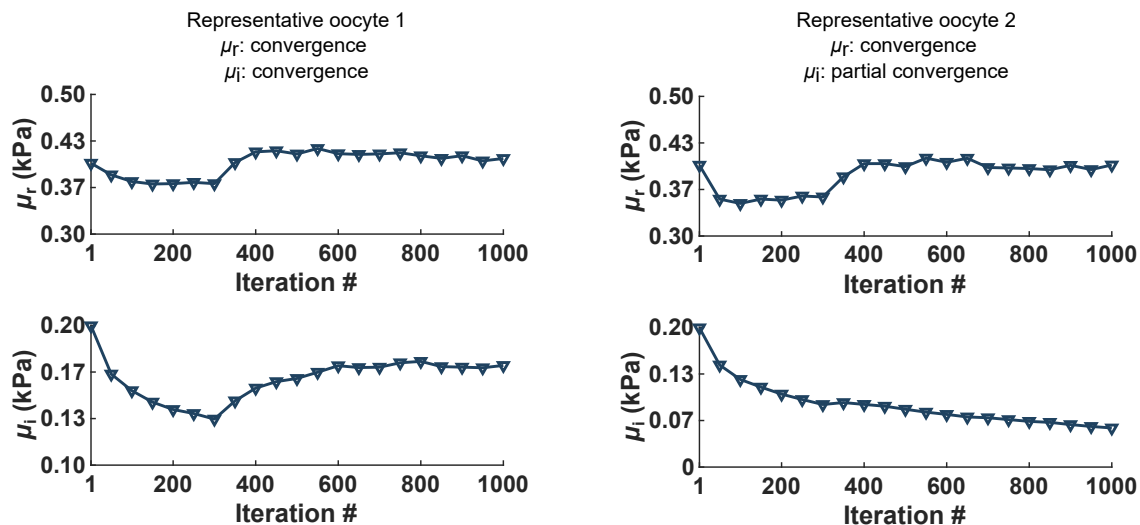 Representative oocyte 1
μr: convergence
μi: convergence
0.50
0.43
0.37
0.30
μr (kPa)
1 200 400 600 800 1000
Iteration #
0.20
0.17
0.13
0.10
μi (kPa)
1 200 400 600 800 1000
Iteration #
Representative oocyte 2
μr: convergence
μi: partial convergence
0.50
0.43
0.37
0.30
μr (kPa)
1 200 400 600 800 1000
Iteration #
0.20
0.13
0.07
0
μi (kPa)
1 200 400 600 800 1000
Iteration #